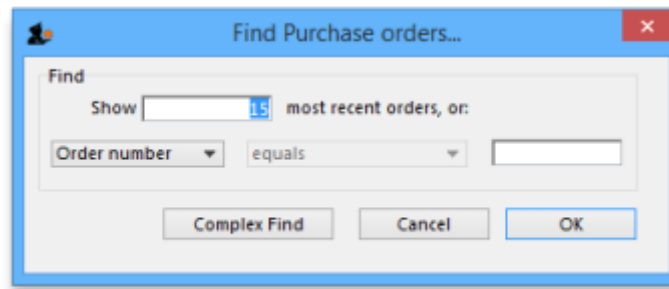 Find Purchase orders...
Find
Show 15 most recent orders, or:
Order number equals
Complex Find Cancel OK